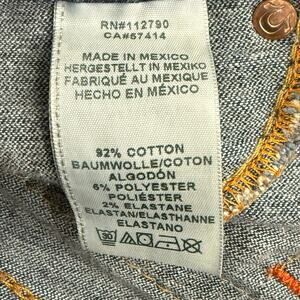 RN#112790
CA#57414
MADE IN MEXICO
HERGESTELLT IN MEXIKO
FABRIQUÉ AU MEXIQUE
HECHO EN MÉXICO
92% COTTON
BAUMWOLLE/COTON
ALGODÓN
6% POLYESTER
POLIÉSTER
2% ELASTANE
ELASTAN/ELASTHANNE
ELASTANO
30